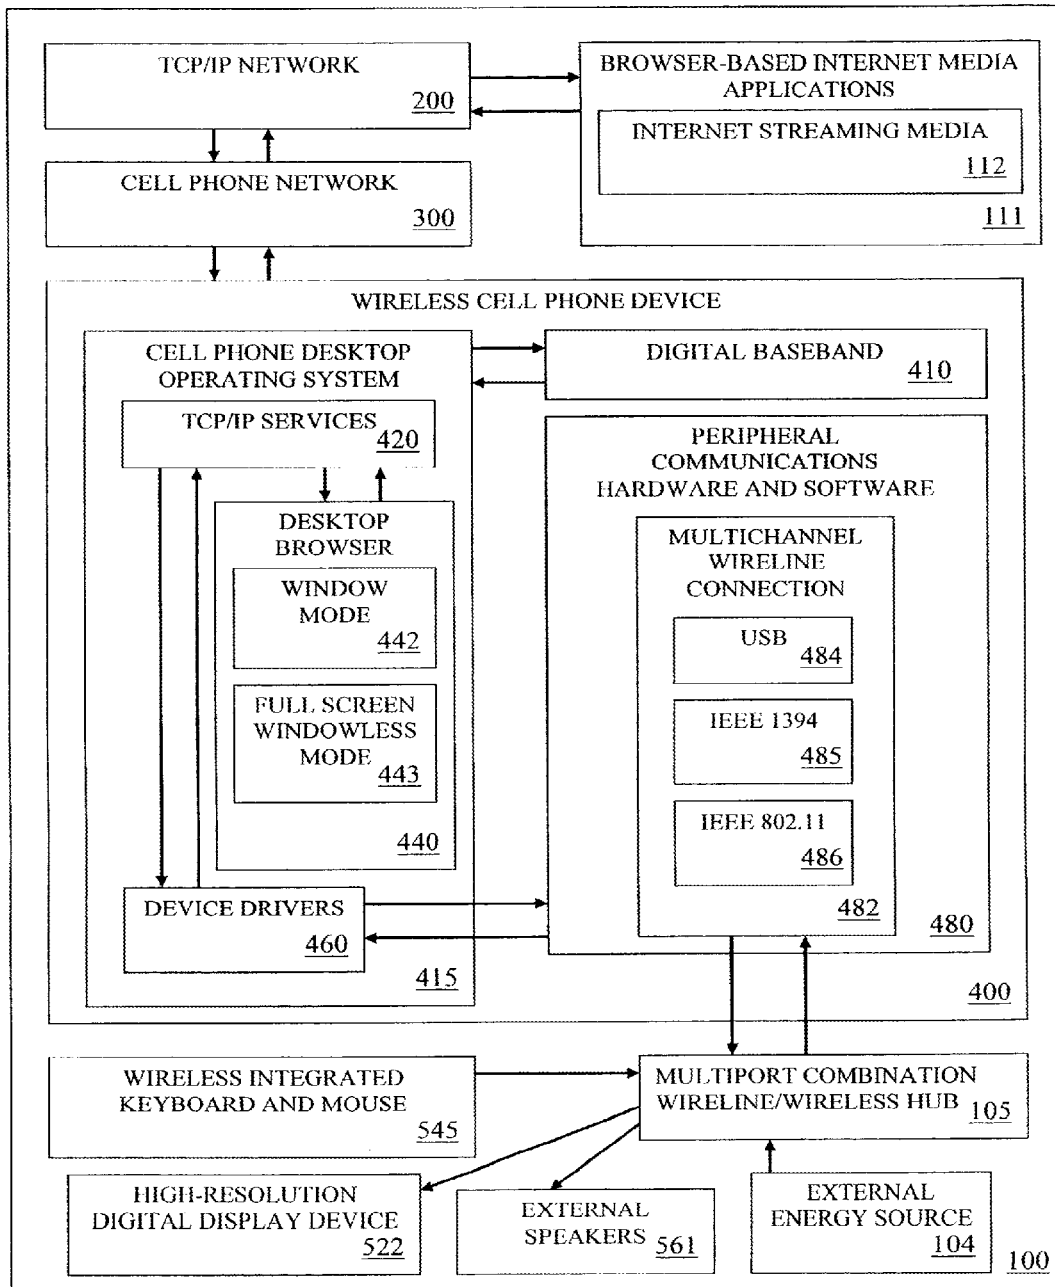 TCP/IP NETWORK
200
BROWSER-BASED INTERNET MEDIA
APPLICATIONS
INTERNET STREAMING MEDIA
112
111
CELL PHONE NETWORK
300
WIRELESS CELL PHONE DEVICE
CELL PHONE DESKTOP
OPERATING SYSTEM
TCP/IP SERVICES
420
DESKTOP
BROWSER
WINDOW
MODE
442
FULL SCREEN
WINDOWLESS
MODE
443
440
DEVICE DRIVERS
460
415
DIGITAL BASEBAND
410
PERIPHERAL
COMMUNICATIONS
HARDWARE AND SOFTWARE
MULTICHANNEL
WIRELINE
CONNECTION
USB
484
IEEE 1394
485
IEEE 802.11
486
482
480
400
WIRELESS INTEGRATED
KEYBOARD AND MOUSE
545
MULTIPORT COMBINATION
WIRELINE/WIRELESS HUB
105
HIGH-RESOLUTION
DIGITAL DISPLAY DEVICE
522
EXTERNAL
SPEAKERS
561
EXTERNAL
ENERGY SOURCE
104
100